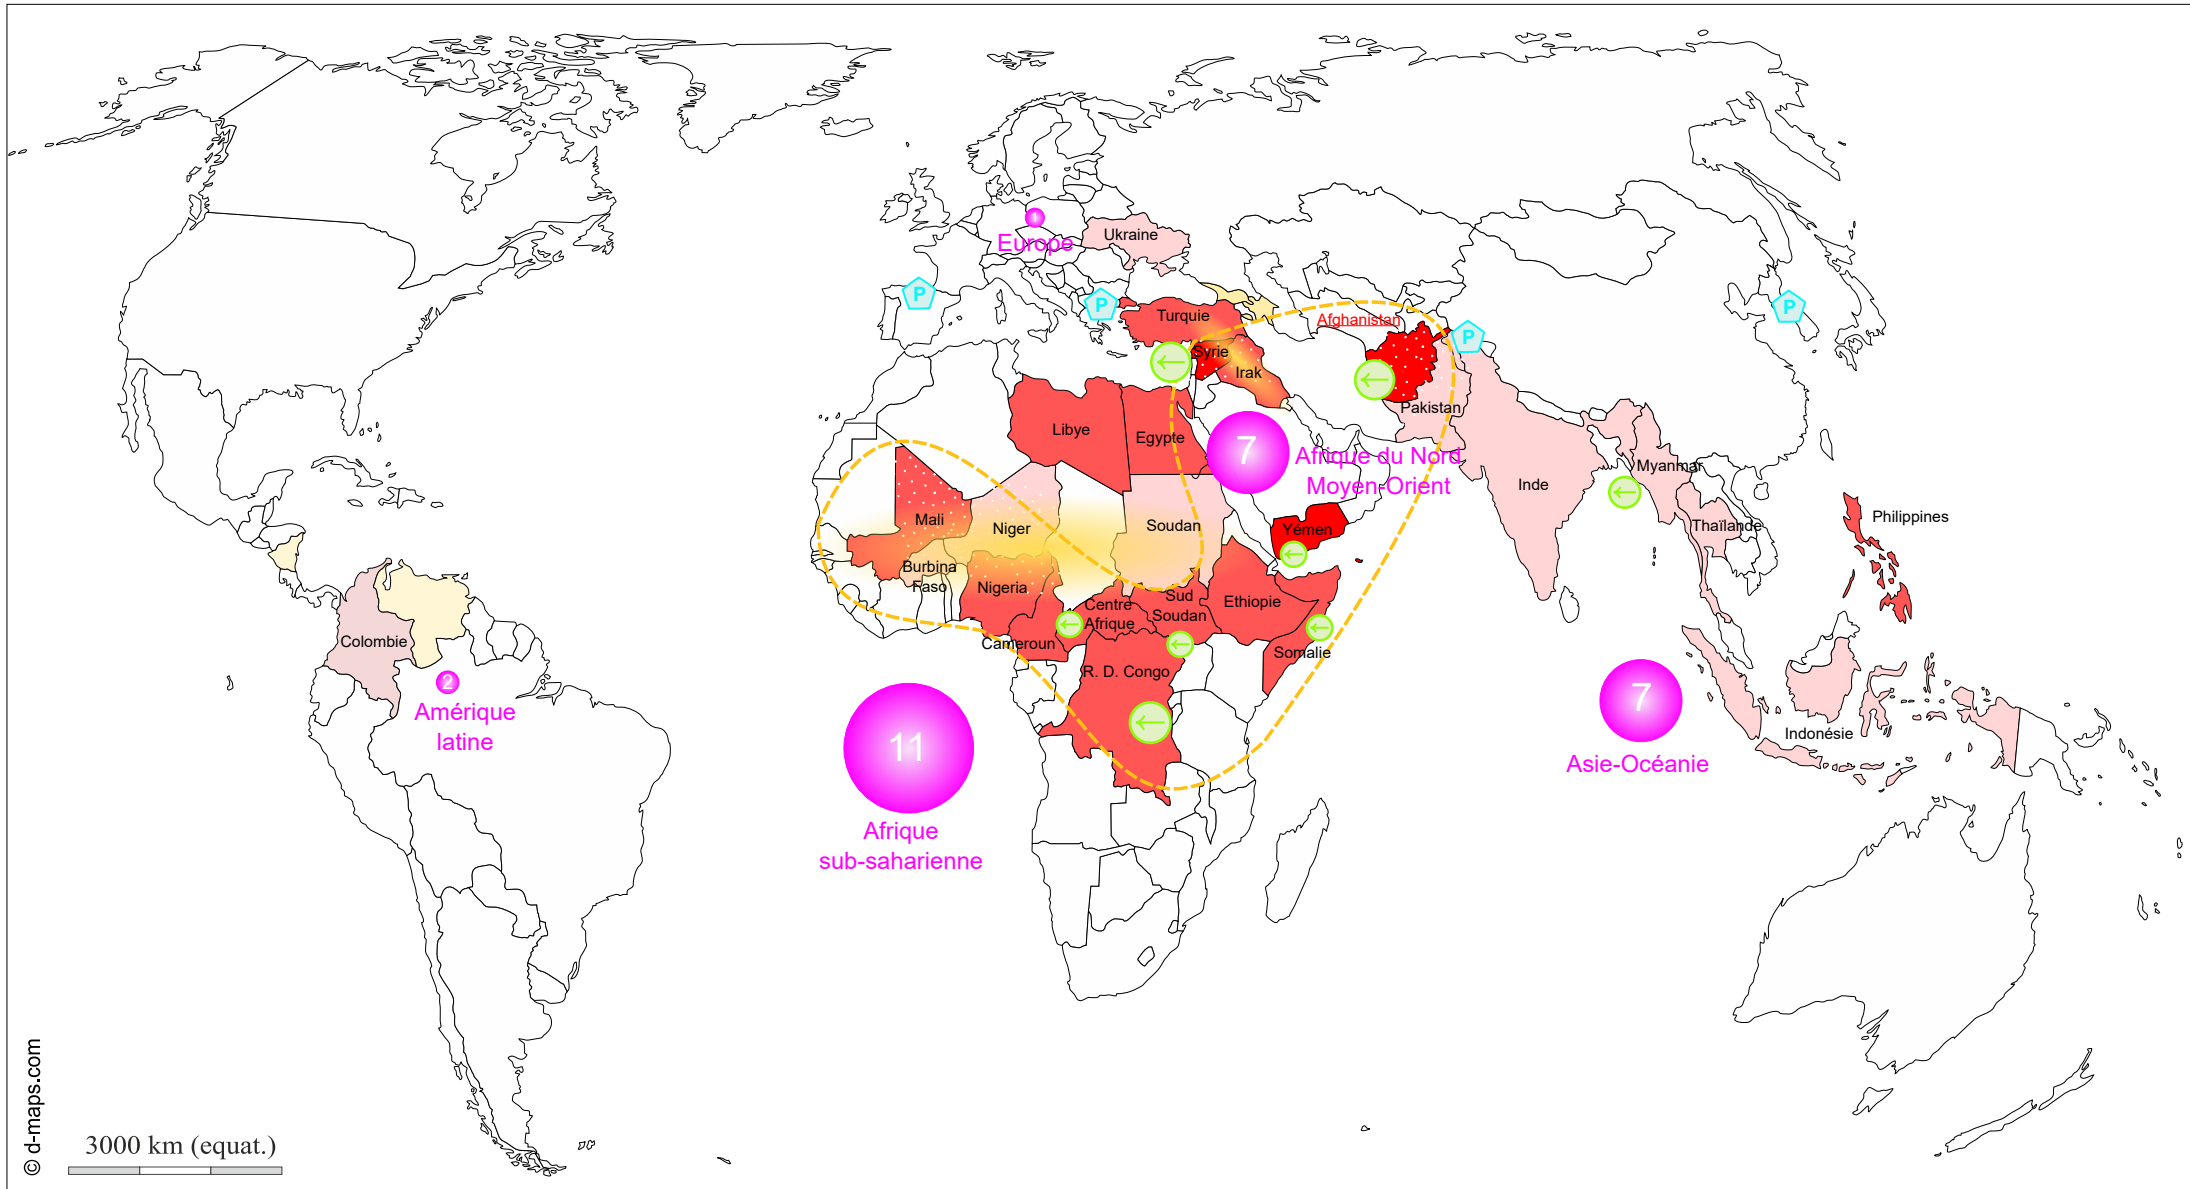 1
Europe
Ukraine
P
P
P
P
Turquie
Afghanistan
Syrie
Irak
Pakistan
Libye
Egypte
7
Afrique du Nord
Moyen-Orient
Myanmar
Inde
Mali
Niger
Soudan
Yémen
Thaïlande
Philippines
Burbina
Faso
Nigeria
Centre
Afrique
Sud
Soudan
Ethiopie
Cameroun
Somalie
R. D. Congo
Colombie
2
Amérique
latine
11
Afrique
sub-saharienne
7
Asie-Océanie
Indonésie
© d-maps.com
3000 km (equat.)